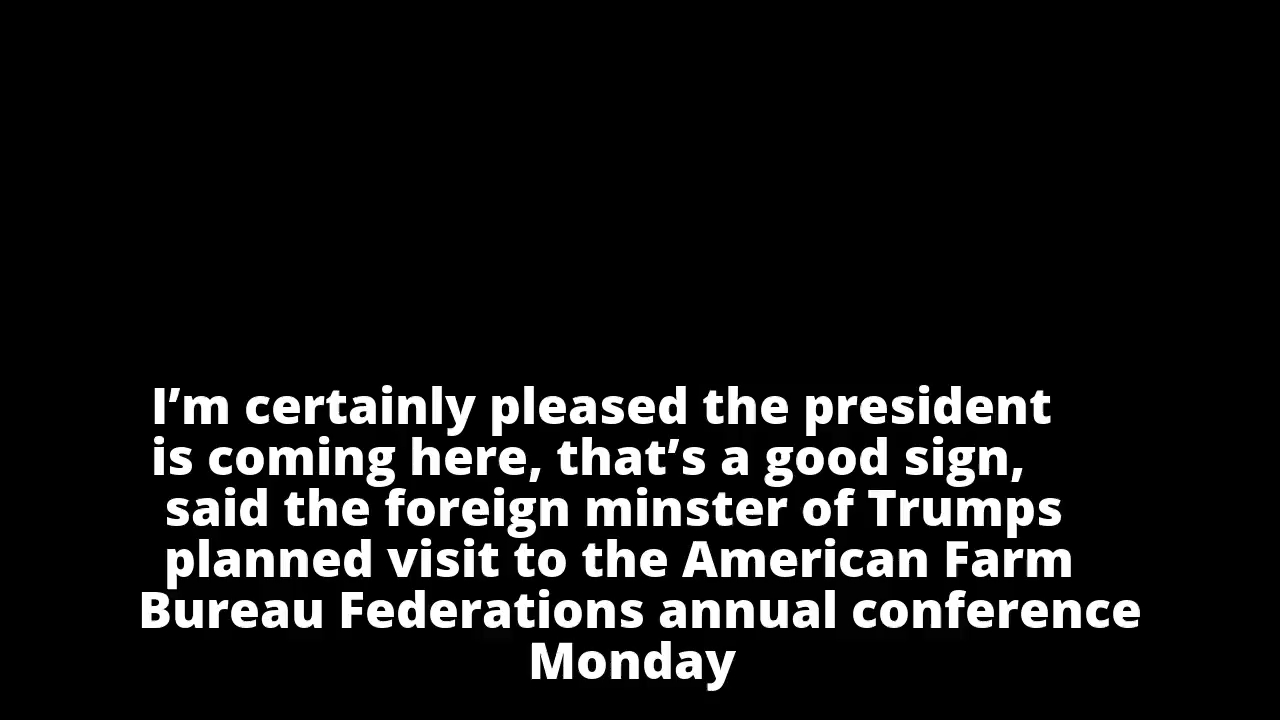 I’m certainly pleased the president
is coming here, that’s a good sign,
said the foreign minster of Trumps
planned visit to the American Farm
Bureau Federations annual conference
Monday